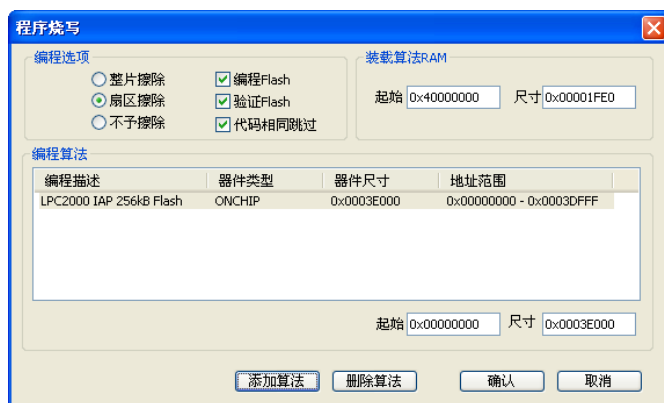 程序烧写
编程选项
整片擦除 编程Flash
扇区擦除 验证Flash
不予擦除 代码相同跳过
装载算法RAM
起始 0x40000000 尺寸 0x00001FE0
编程算法
编程描述 器件类型 器件尺寸 地址范围
LPC2000 IAP 256kB Flash ONCHIP 0x0003E000 0x00000000 - 0x0003DFFF
起始 0x00000000 尺寸 0x0003E000
添加算法 删除算法 确认 取消